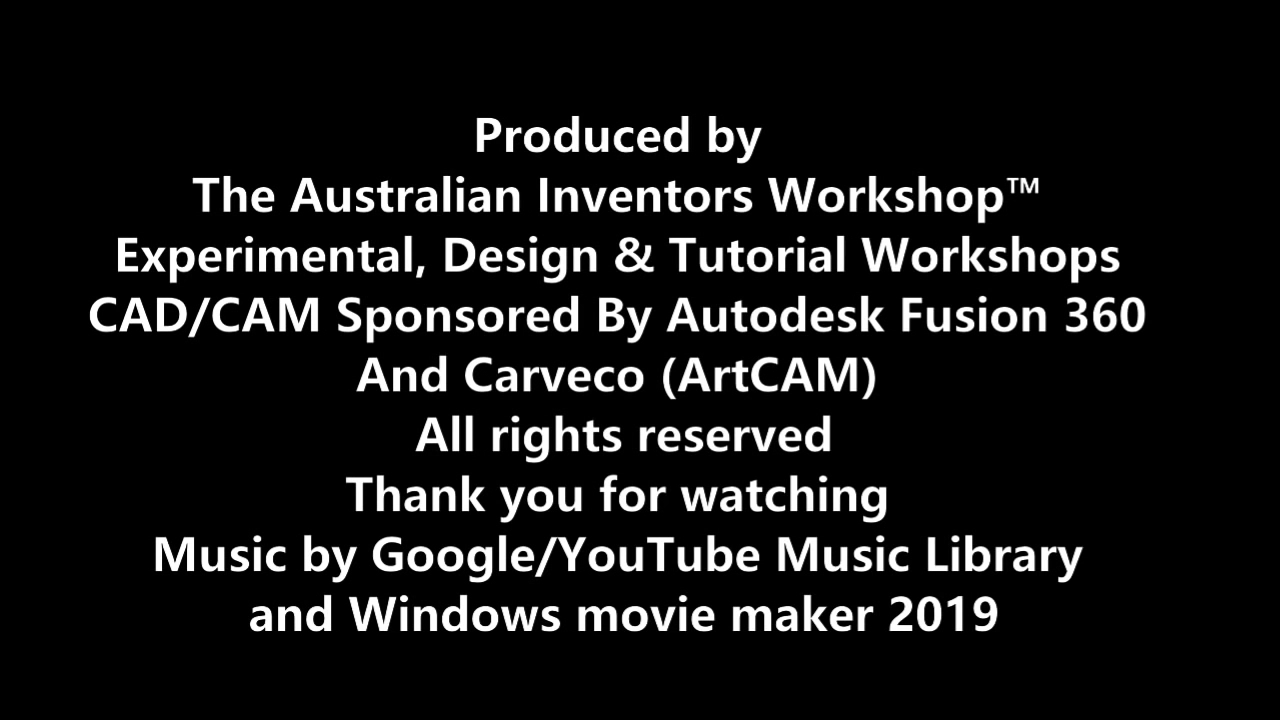 Produced by
The Australian Inventors Workshop™
Experimental, Design & Tutorial Workshops
CAD/CAM Sponsored By Autodesk Fusion 360
And Carveco (ArtCAM)
All rights reserved
Thank you for watching
Music by Google/YouTube Music Library
and Windows movie maker 2019